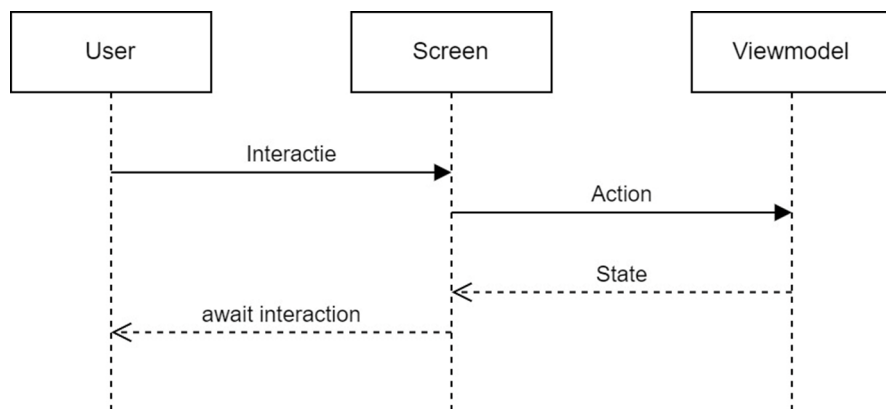 User
Screen
Viewmodel
Interactie
Action
State
await interaction